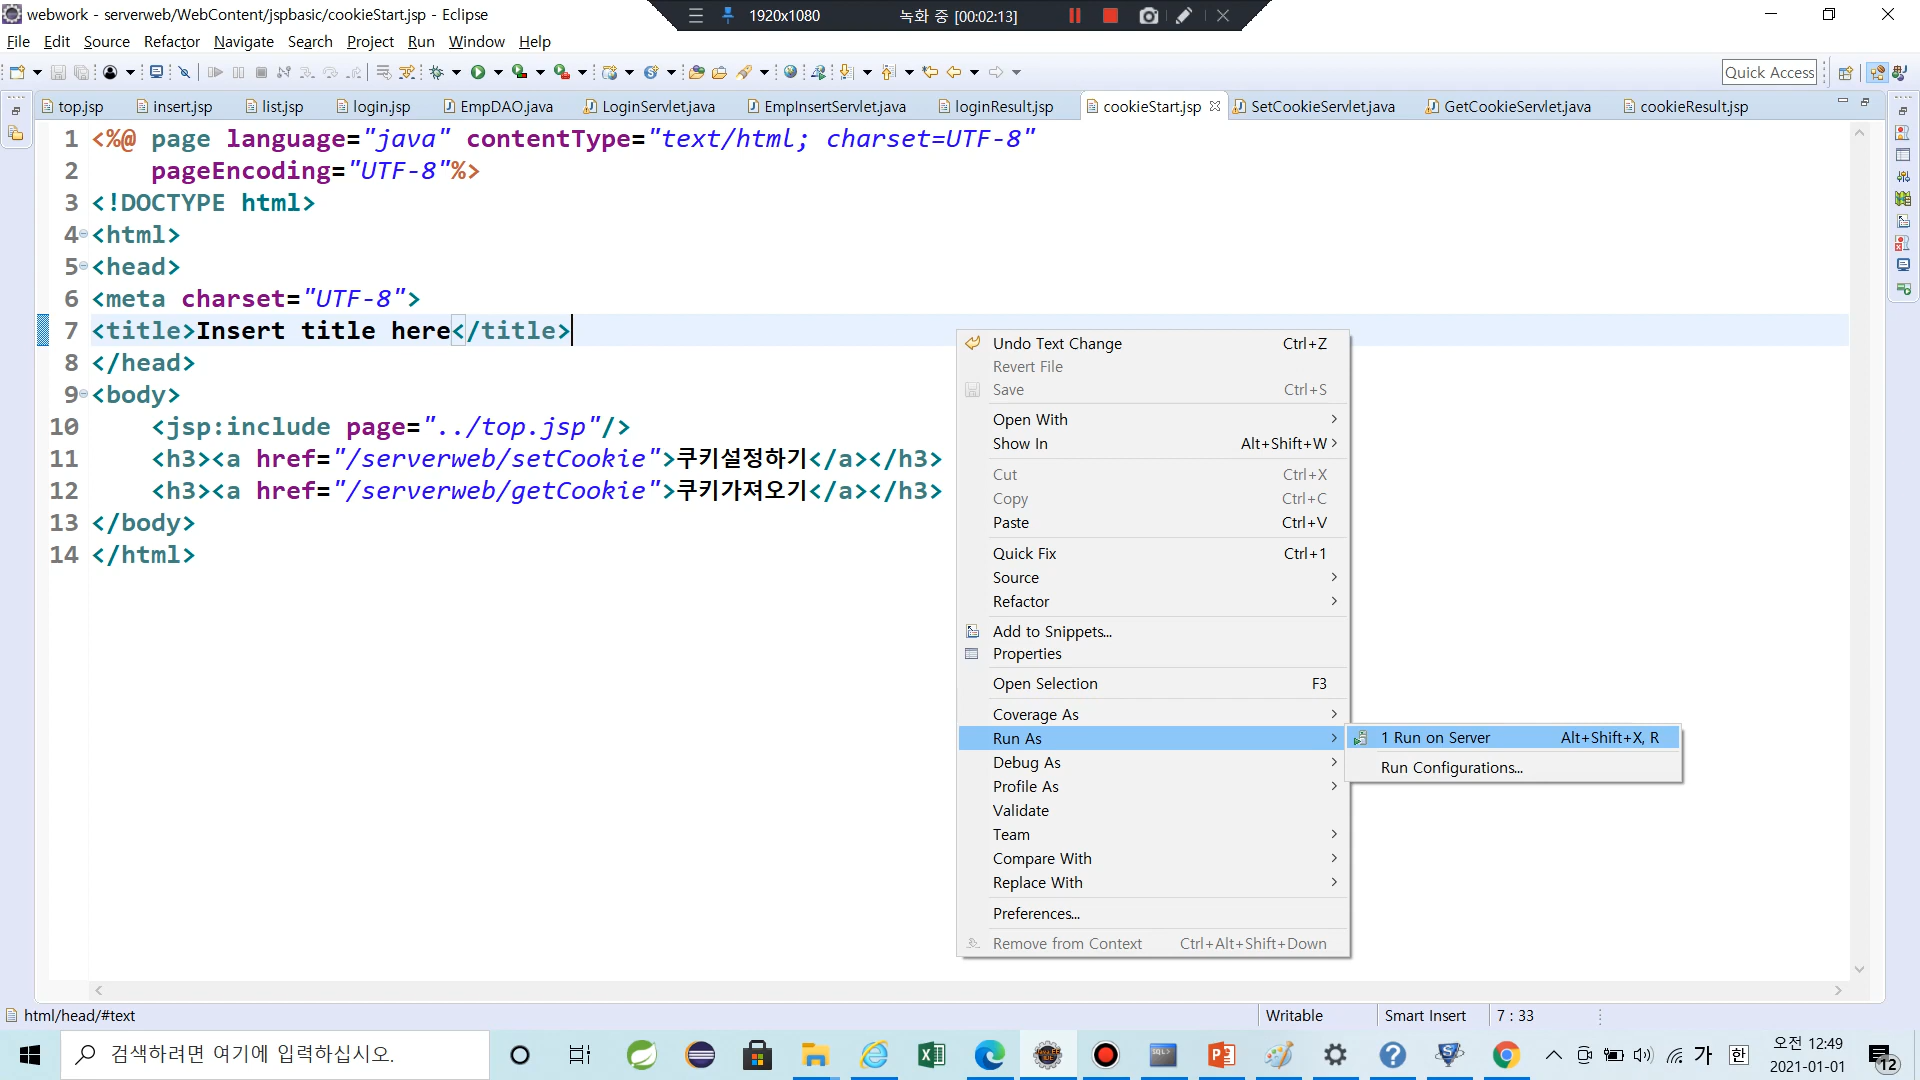 webwork - serverweb/WebContent/jspbasic/cookieStart.jsp - Eclipse
1920x1080
녹화 중 [00:02:13]
File Edit Source Refactor Navigate Search Project Run Window Help
Quick Access
top.jsp insert.jsp list.jsp login.jsp EmpDAO.java LoginServlet.java EmpInsertServlet.java loginResult.jsp cookieStart.jsp SetCookieServlet.java GetCookieServlet.java cookieResult.jsp
1 <%@ page language="java" contentType="text/html; charset=UTF-8"
2     pageEncoding="UTF-8"%>
3 <!DOCTYPE html>
4 <html>
5 <head>
6 <meta charset="UTF-8">
7 <title>Insert title here</title>
8 </head>
9 <body>
10     <jsp:include page="../top.jsp"/>
11     <h3><a href="/serverweb/setCookie">쿠키설정하기</a></h3>
12     <h3><a href="/serverweb/getCookie">쿠키가져오기</a></h3>
13 </body>
14 </html>
Undo Text Change Ctrl+Z
Revert File
Save Ctrl+S
Open With
Show In Alt+Shift+W
Cut Ctrl+X
Copy Ctrl+C
Paste Ctrl+V
Quick Fix Ctrl+1
Source
Refactor
Add to Snippets...
Properties
Open Selection F3
Coverage As
Run As
Debug As
Profile As
Validate
Team
Compare With
Replace With
Preferences...
Remove from Context Ctrl+Alt+Shift+Down
1 Run on Server Alt+Shift+X, R
Run Configurations...
html/head/#text
Writable
Smart Insert
7 : 33
검색하려면 여기에 입력하십시오.
가
한
오전 12:49
2021-01-01
12